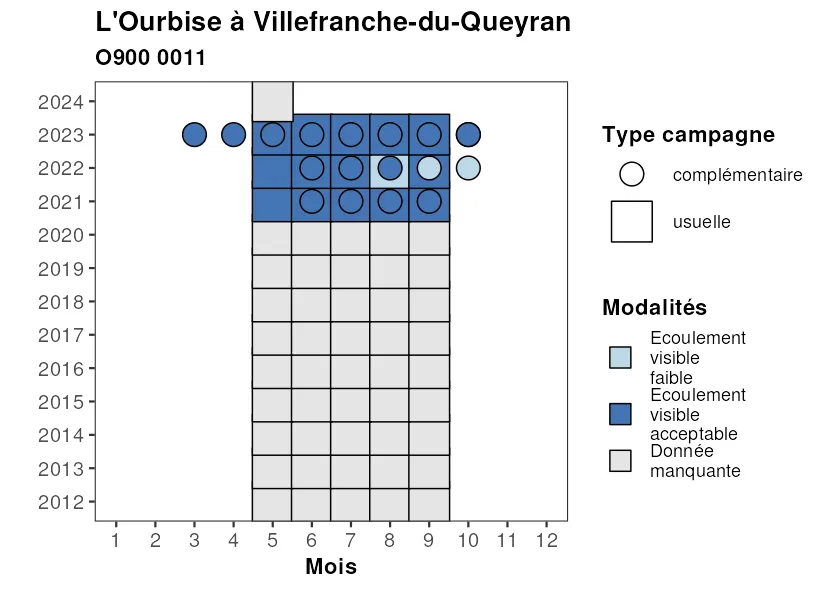 L'Ourbise à Villefranche-du-Queyran
O900 0011
2024
2023
2022
2021
2020
2019
2018
2017
2016
2015
2014
2013
2012
1 2 3 4 5 6 7 8 9 10 11 12
Mois
Type campagne
complémentaire
usuelle
Modalités
Ecoulement
visible
faible
Ecoulement
visible
acceptable
Donnée
manquante